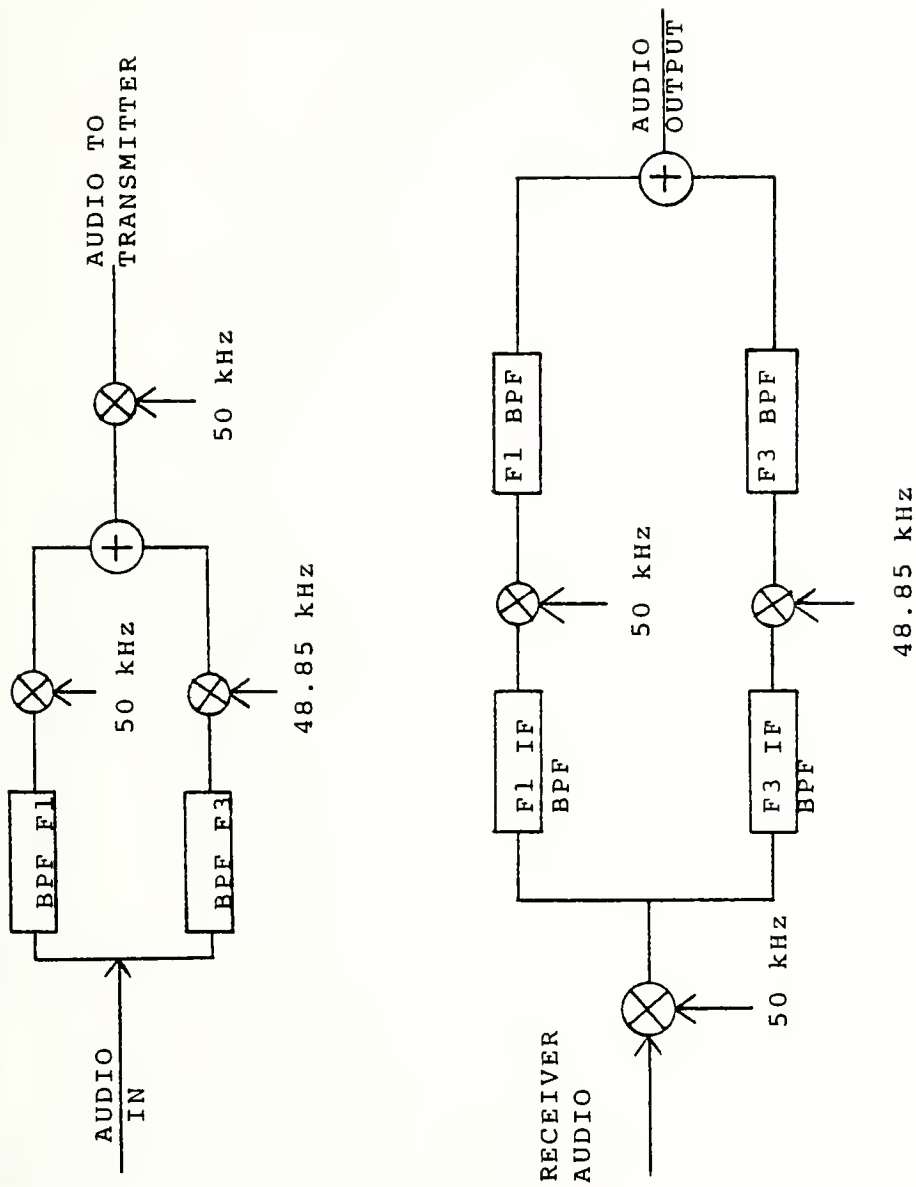 AUDIO
IN
BPF F1
BPF F3
50 kHz
48.85 kHz
50 kHz
AUDIO TO
TRANSMITTER
RECEIVER
AUDIO
50 kHz
F1 IF
BPF
F3 IF
BPF
50 kHz
48.85 kHz
F1 BPF
F3 BPF
AUDIO
OUTPUT